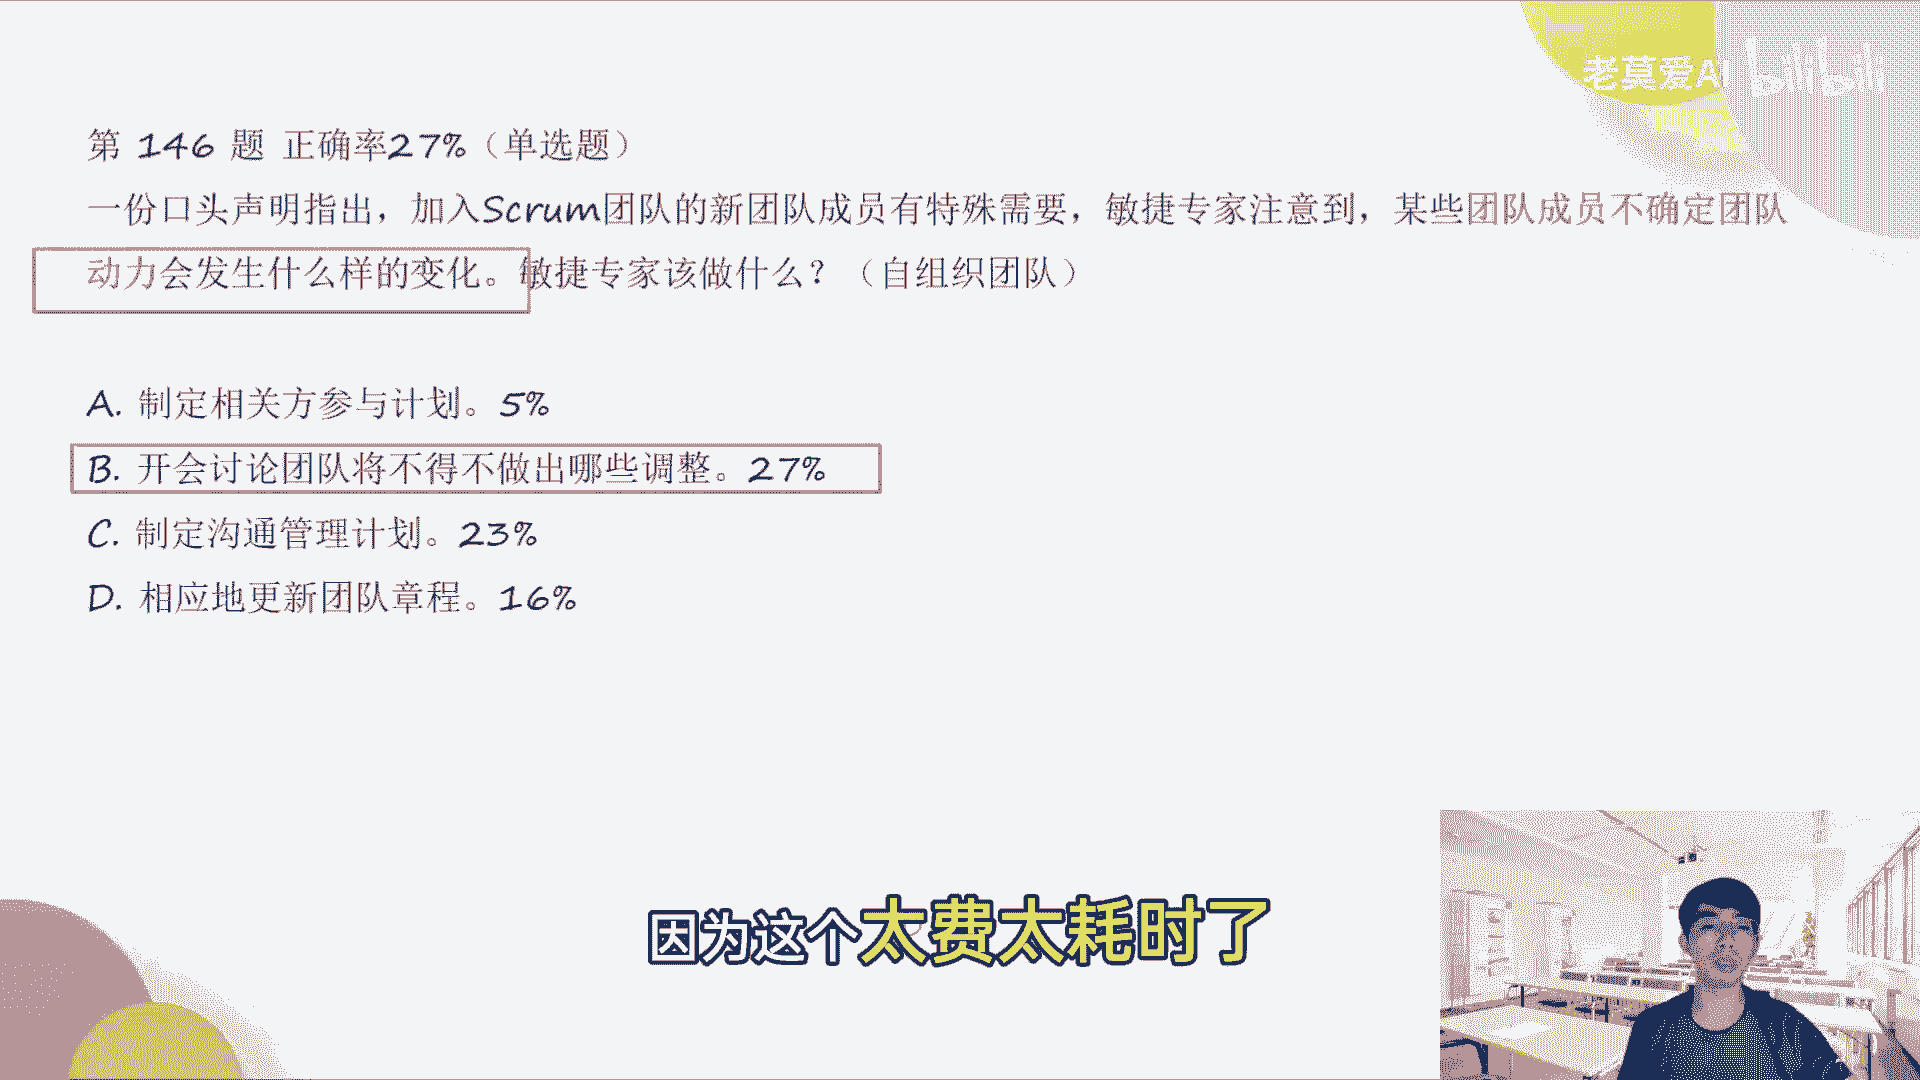 老莫爱AI bilibili
第 146 题 正确率27%（单选题）
一份口头声明指出，加入Scrum团队的新团队成员有特殊需要，敏捷专家注意到，某些团队成员不确定团队
动力会发生什么样的变化。敏捷专家该做什么？（自组织团队）
A. 制定相关方参与计划。5%
B. 开会讨论团队将不得不做出哪些调整。27%
C. 制定沟通管理计划。23%
D. 相应地更新团队章程。16%
因为这个太费太耗时了